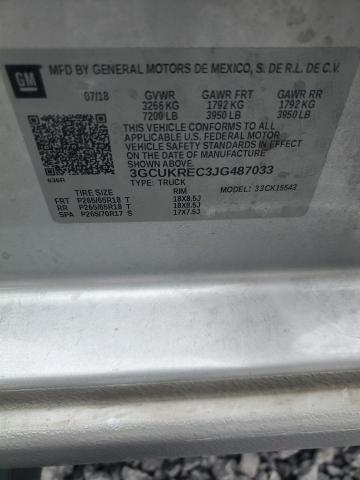 GM MFD BY GENERAL MOTORS DE MEXICO, S. DE R.L. DE C.V.
07/18 GVWR GAWR FRT GAWR RR
3266 KG 1792 KG 1792 KG
7200 LB 3950 LB 3950 LB
THIS VEHICLE CONFORMS TO ALL
APPLICABLE U.S. FEDERAL MOTOR
VEHICLE SAFETY STANDARDS IN
EFFECT ON THE DATE OF
MANUFACTURE SHOWN ABOVE.
636R 3GCUKREC3JG487033
TYPE: TRUCK MODEL: 33CK15543
TIRE SIZE RIM
FRT P265/65R18 T 18X8.5J
RR P265/65R18 T 18X8.5J
SPA P265/70R17 S 17X7.5J